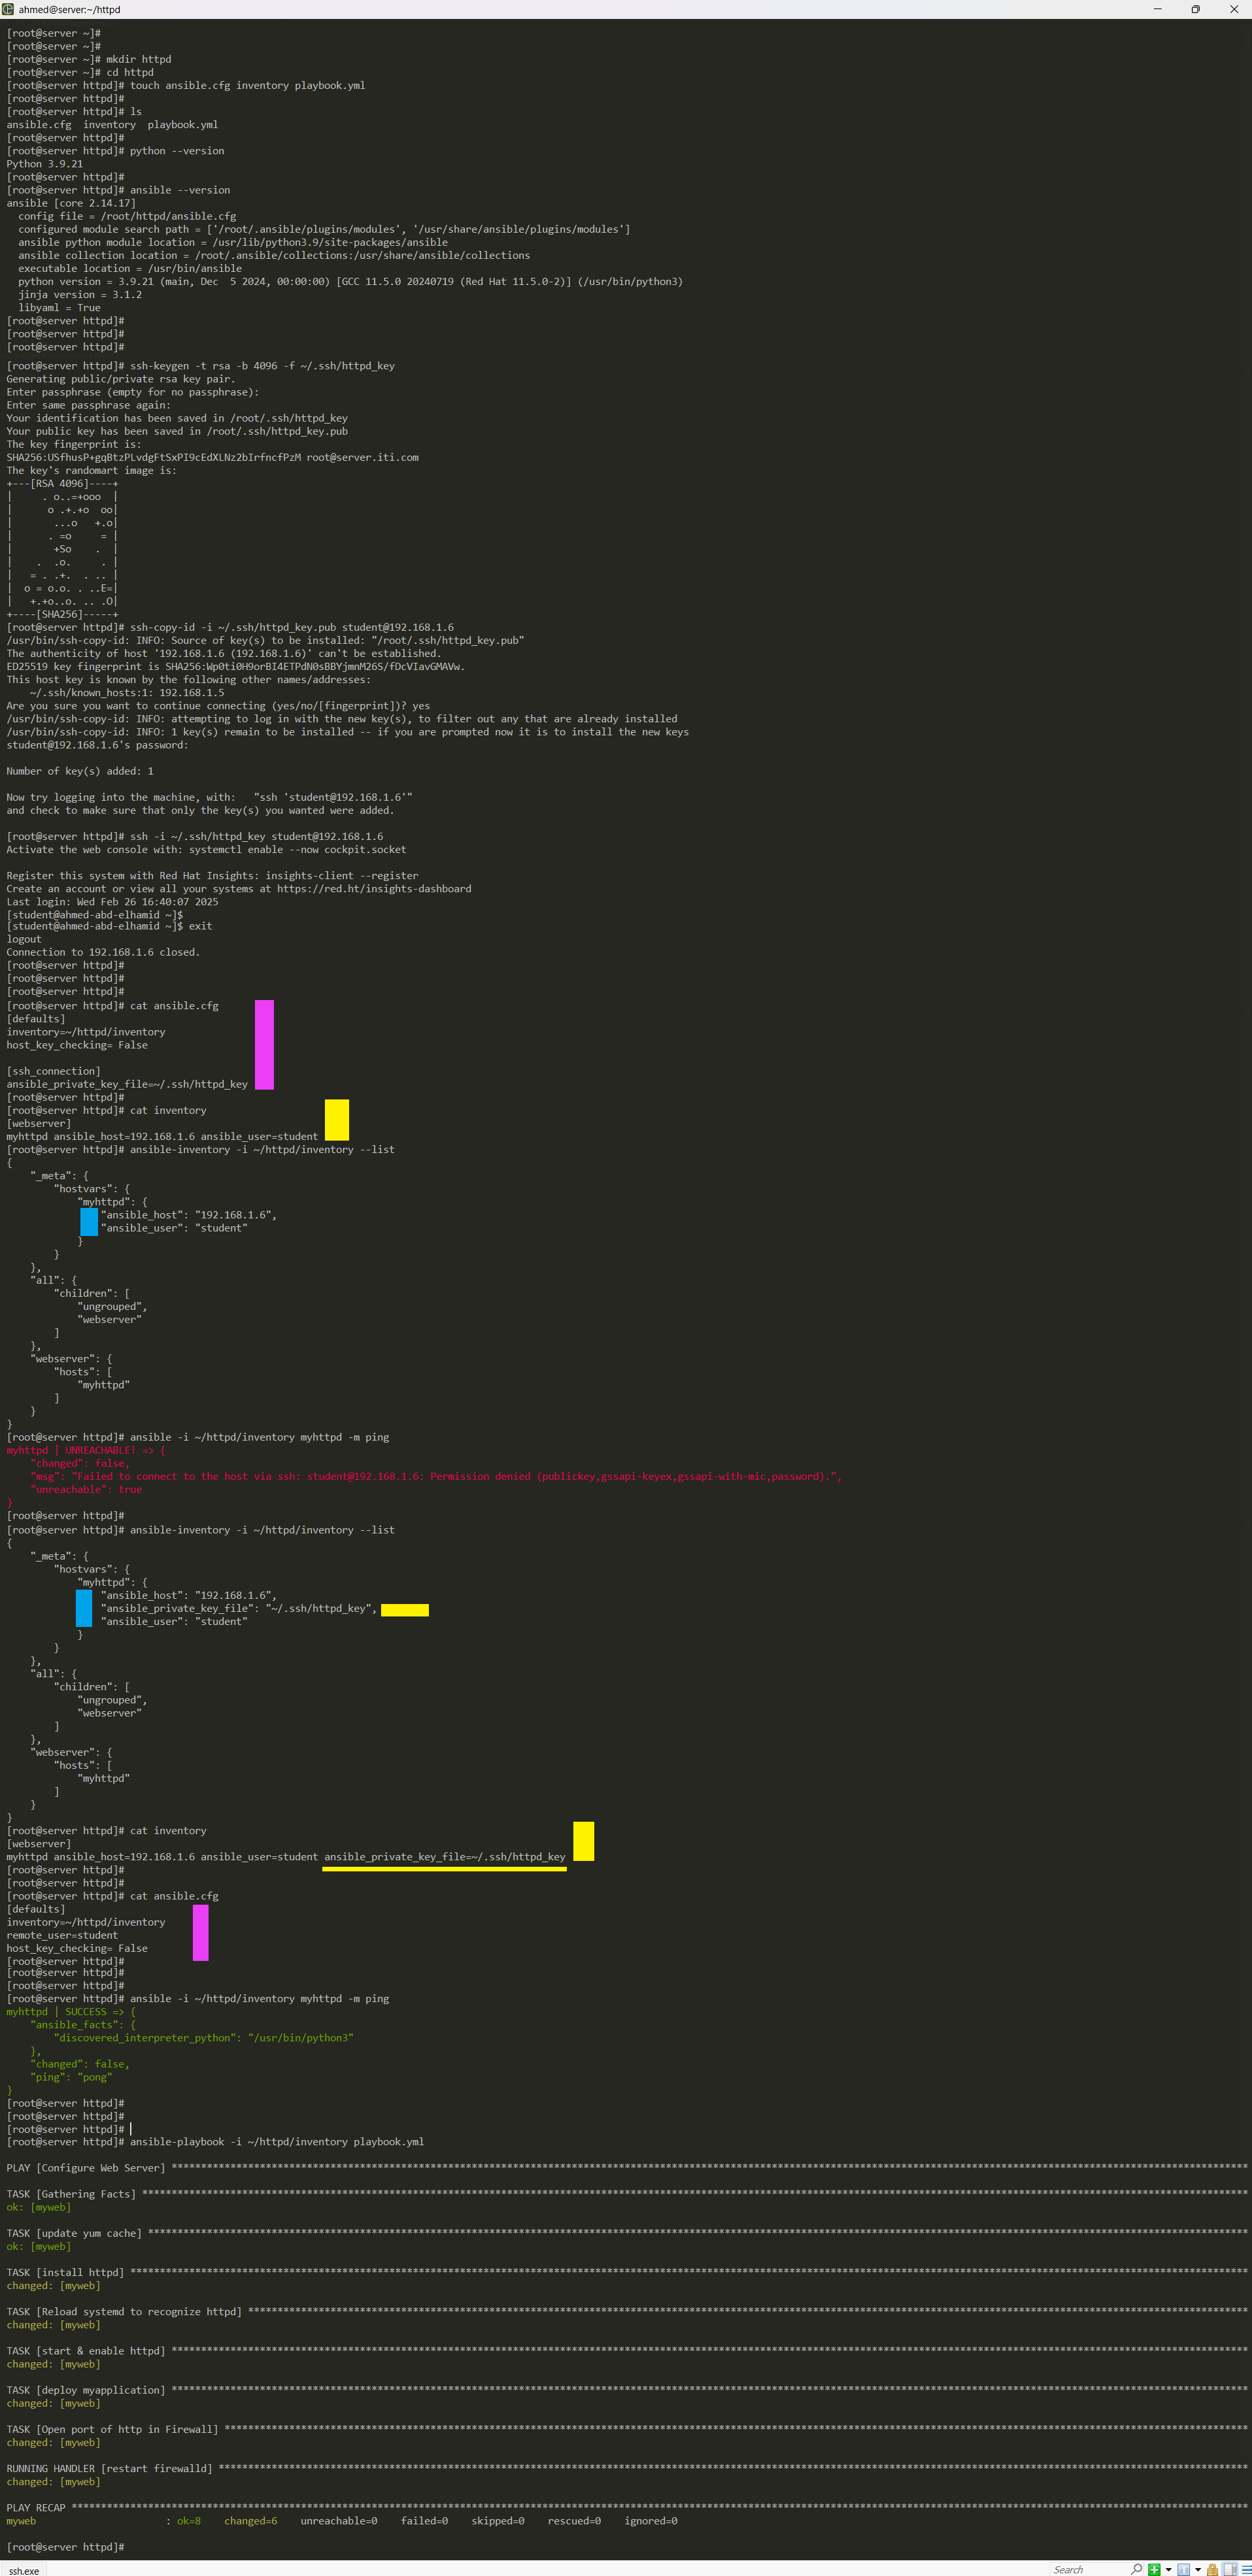 ahmed@server:~/httpd
[root@server ~]#
[root@server ~]#
[root@server ~]# mkdir httpd
[root@server ~]# cd httpd
[root@server httpd]# touch ansible.cfg inventory playbook.yml
[root@server httpd]#
[root@server httpd]# ls
ansible.cfg  inventory  playbook.yml
[root@server httpd]#
[root@server httpd]# python --version
Python 3.9.21
[root@server httpd]#
[root@server httpd]# ansible --version
ansible [core 2.14.17]
  config file = /root/httpd/ansible.cfg
  configured module search path = ['/root/.ansible/plugins/modules', '/usr/share/ansible/plugins/modules']
  ansible python module location = /usr/lib/python3.9/site-packages/ansible
  ansible collection location = /root/.ansible/collections:/usr/share/ansible/collections
  executable location = /usr/bin/ansible
  python version = 3.9.21 (main, Dec  5 2024, 00:00:00) [GCC 11.5.0 20240719 (Red Hat 11.5.0-2)] (/usr/bin/python3)
  jinja version = 3.1.2
  libyaml = True
[root@server httpd]#
[root@server httpd]#
[root@server httpd]#
[root@server httpd]# ssh-keygen -t rsa -b 4096 -f ~/.ssh/httpd_key
Generating public/private rsa key pair.
Enter passphrase (empty for no passphrase):
Enter same passphrase again:
Your identification has been saved in /root/.ssh/httpd_key
Your public key has been saved in /root/.ssh/httpd_key.pub
The key fingerprint is:
SHA256:USfhusP+gqBtzPLvdgFtSxPI9cEdXLNz2bIrfncfPzM root@server.iti.com
The key's randomart image is:
+---[RSA 4096]----+
|     . o..=+ooo  |
|      o .+.+o  oo|
|       ...o   +.o|
|      . =o     = |
|       +So    .  |
|    .  .o.     . |
|   = . .+.  . .. |
|  o = o.o. . ..E=|
|   +.+o..o. .. .O|
+----[SHA256]-----+
[root@server httpd]# ssh-copy-id -i ~/.ssh/httpd_key.pub student@192.168.1.6
/usr/bin/ssh-copy-id: INFO: Source of key(s) to be installed: "/root/.ssh/httpd_key.pub"
The authenticity of host '192.168.1.6 (192.168.1.6)' can't be established.
ED25519 key fingerprint is SHA256:Wp0ti0H9orBI4ETPdN0sBBYjmnM26S/fDcVIavGMAVw.
This host key is known by the following other names/addresses:
    ~/.ssh/known_hosts:1: 192.168.1.5
Are you sure you want to continue connecting (yes/no/[fingerprint])? yes
/usr/bin/ssh-copy-id: INFO: attempting to log in with the new key(s), to filter out any that are already installed
/usr/bin/ssh-copy-id: INFO: 1 key(s) remain to be installed -- if you are prompted now it is to install the new keys
student@192.168.1.6's password:
Number of key(s) added: 1
Now try logging into the machine, with:   "ssh 'student@192.168.1.6'"
and check to make sure that only the key(s) you wanted were added.
[root@server httpd]# ssh -i ~/.ssh/httpd_key student@192.168.1.6
Activate the web console with: systemctl enable --now cockpit.socket
Register this system with Red Hat Insights: insights-client --register
Create an account or view all your systems at https://red.ht/insights-dashboard
Last login: Wed Feb 26 16:40:07 2025
[student@ahmed-abd-elhamid ~]$
[student@ahmed-abd-elhamid ~]$ exit
logout
Connection to 192.168.1.6 closed.
[root@server httpd]#
[root@server httpd]#
[root@server httpd]#
[root@server httpd]# cat ansible.cfg
[defaults]
inventory=~/httpd/inventory
host_key_checking= False
[ssh_connection]
ansible_private_key_file=~/.ssh/httpd_key
[root@server httpd]#
[root@server httpd]# cat inventory
[webserver]
myhttpd ansible_host=192.168.1.6 ansible_user=student
[root@server httpd]# ansible-inventory -i ~/httpd/inventory --list
{
    "_meta": {
        "hostvars": {
            "myhttpd": {
                "ansible_host": "192.168.1.6",
                "ansible_user": "student"
            }
        }
    },
    "all": {
        "children": [
            "ungrouped",
            "webserver"
        ]
    },
    "webserver": {
        "hosts": [
            "myhttpd"
        ]
    }
}
[root@server httpd]# ansible -i ~/httpd/inventory myhttpd -m ping
myhttpd | UNREACHABLE! => {
    "changed": false,
    "msg": "Failed to connect to the host via ssh: student@192.168.1.6: Permission denied (publickey,gssapi-keyex,gssapi-with-mic,password).",
    "unreachable": true
}
[root@server httpd]#
[root@server httpd]# ansible-inventory -i ~/httpd/inventory --list
{
    "_meta": {
        "hostvars": {
            "myhttpd": {
                "ansible_host": "192.168.1.6",
                "ansible_private_key_file": "~/.ssh/httpd_key",
                "ansible_user": "student"
            }
        }
    },
    "all": {
        "children": [
            "ungrouped",
            "webserver"
        ]
    },
    "webserver": {
        "hosts": [
            "myhttpd"
        ]
    }
}
[root@server httpd]# cat inventory
[webserver]
myhttpd ansible_host=192.168.1.6 ansible_user=student ansible_private_key_file=~/.ssh/httpd_key
[root@server httpd]#
[root@server httpd]#
[root@server httpd]# cat ansible.cfg
[defaults]
inventory=~/httpd/inventory
remote_user=student
host_key_checking= False
[root@server httpd]#
[root@server httpd]#
[root@server httpd]#
[root@server httpd]# ansible -i ~/httpd/inventory myhttpd -m ping
myhttpd | SUCCESS => {
    "ansible_facts": {
        "discovered_interpreter_python": "/usr/bin/python3"
    },
    "changed": false,
    "ping": "pong"
}
[root@server httpd]#
[root@server httpd]#
[root@server httpd]#
[root@server httpd]# ansible-playbook -i ~/httpd/inventory playbook.yml
PLAY [Configure Web Server] ****
TASK [Gathering Facts] ****
ok: [myweb]
TASK [update yum cache] ****
ok: [myweb]
TASK [install httpd] ****
changed: [myweb]
TASK [Reload systemd to recognize httpd] ****
changed: [myweb]
TASK [start & enable httpd] ****
changed: [myweb]
TASK [deploy myapplication] ****
changed: [myweb]
TASK [Open port of http in Firewall] ****
changed: [myweb]
RUNNING HANDLER [restart firewalld] ****
changed: [myweb]
PLAY RECAP ****
myweb                      : ok=8    changed=6    unreachable=0    failed=0    skipped=0    rescued=0    ignored=0
[root@server httpd]#
ssh.exe
Search